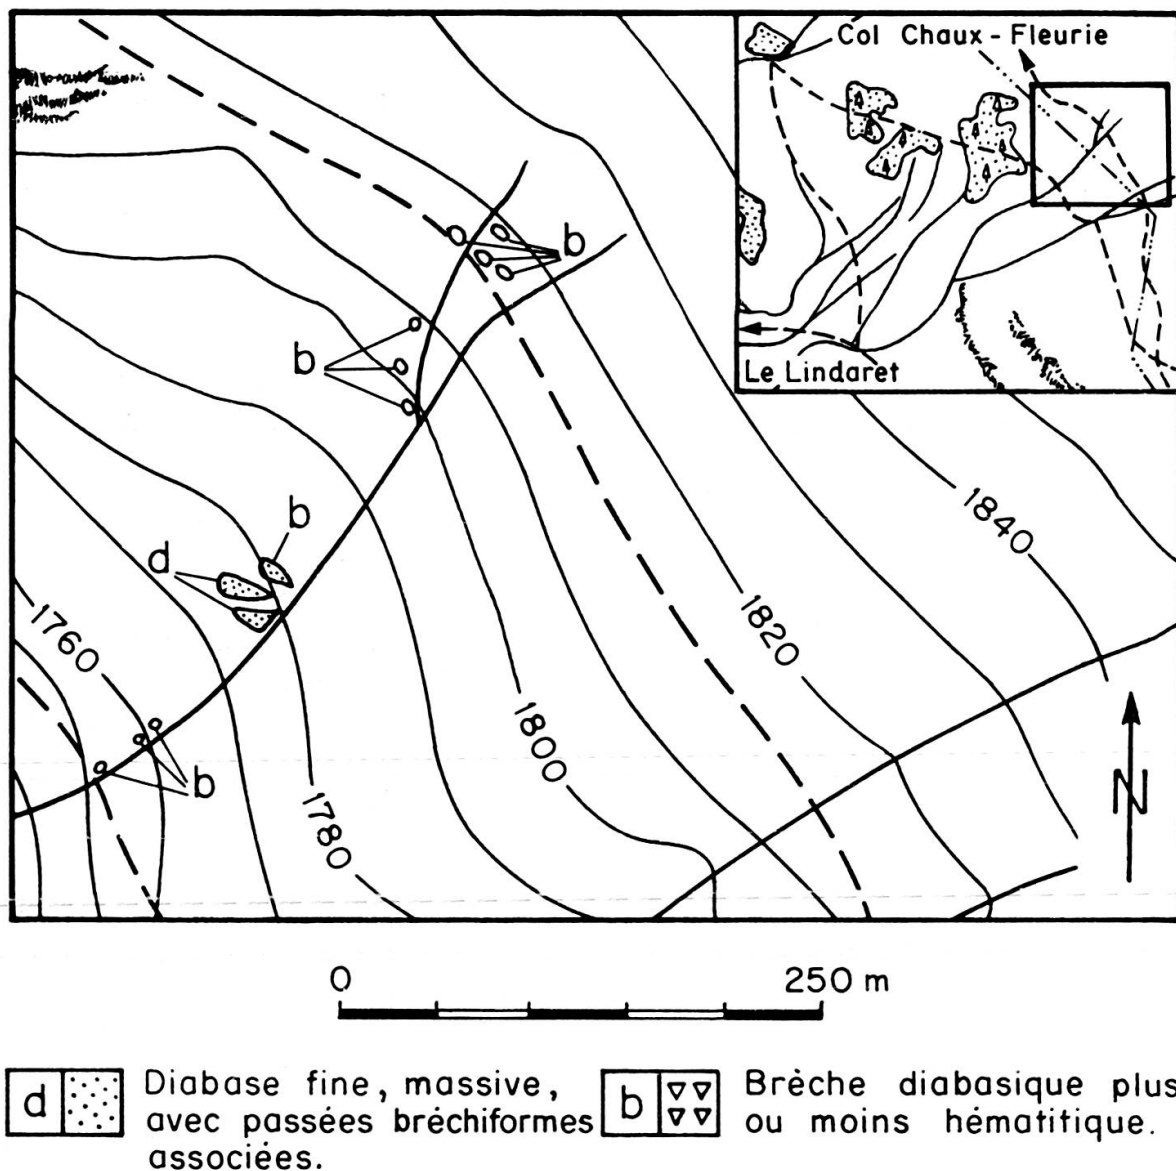 Col Chaux-Fleurie
Le Lindaret
b
b
b
d
1840
1760
1820
1800
b
1780
N
0 250 m
d Diabase fine, massive,
avec passées bréchiformes
associées.
b Brèche diabasique plus
ou moins hématitique.